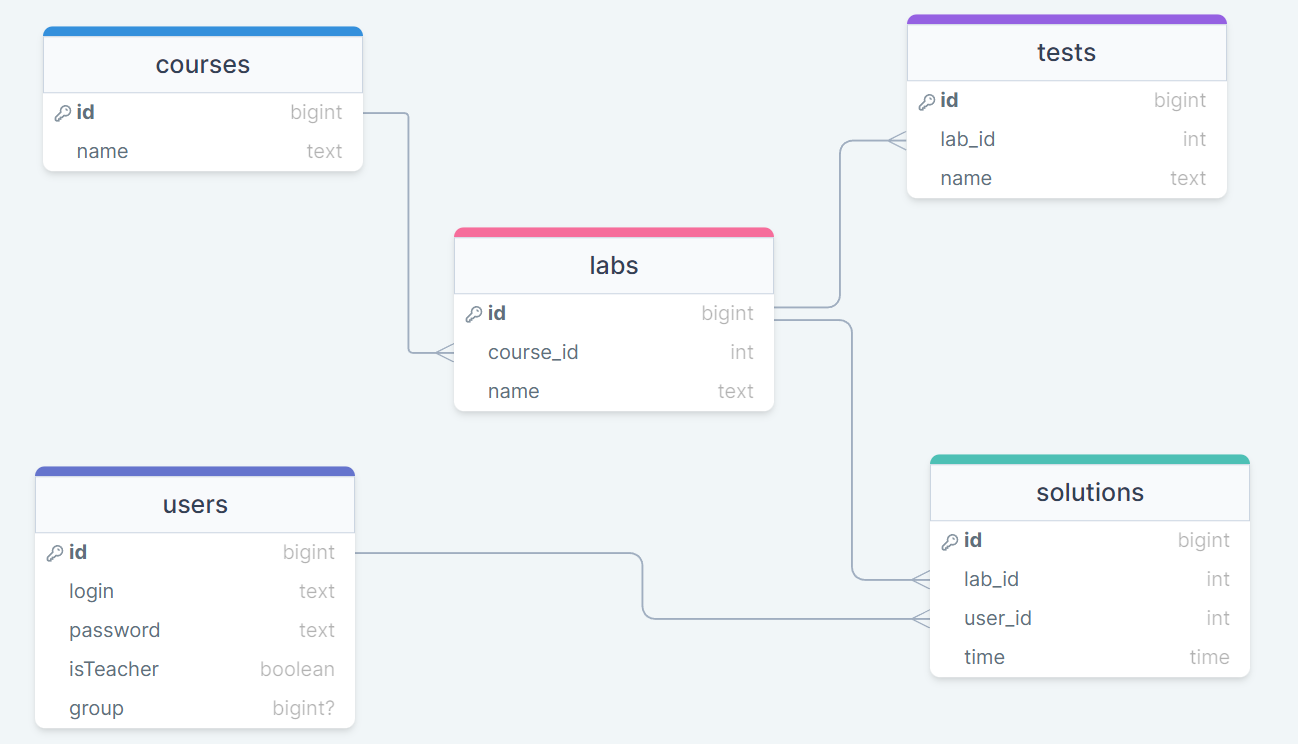 courses
id bigint
name text
tests
id bigint
lab_id int
name text
labs
id bigint
course_id int
name text
users
id bigint
login text
password text
isTeacher boolean
group bigint?
solutions
id bigint
lab_id int
user_id int
time time